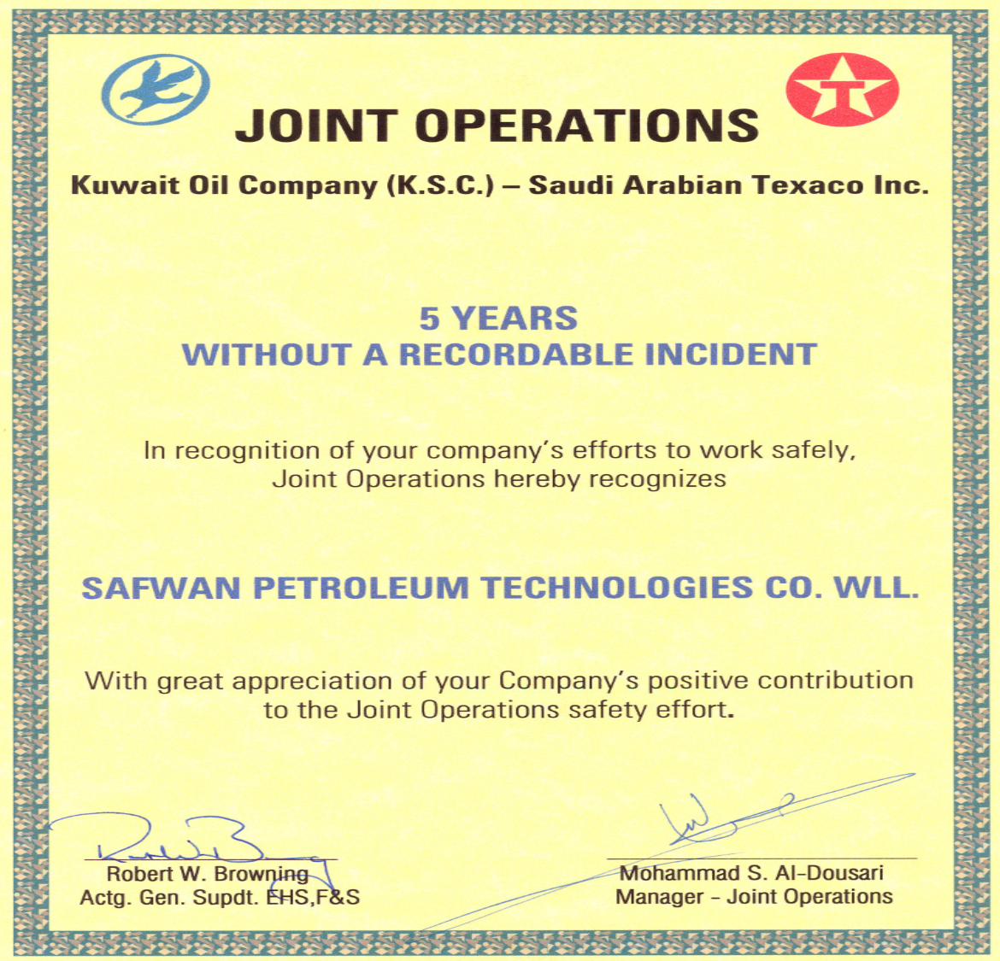 JOINT OPERATIONS
Kuwait Oil Company (K.S.C.) – Saudi Arabian Texaco Inc.
5 YEARS
WITHOUT A RECORDABLE INCIDENT
In recognition of your company's efforts to work safely,
Joint Operations hereby recognizes
SAFWAN PETROLEUM TECHNOLOGIES CO. WLL.
With great appreciation of your Company's positive contribution
to the Joint Operations safety effort.
Robert W. Browning
Actg. Gen. Supdt. EHS,F&S
Mohammad S. Al-Dousari
Manager - Joint Operations